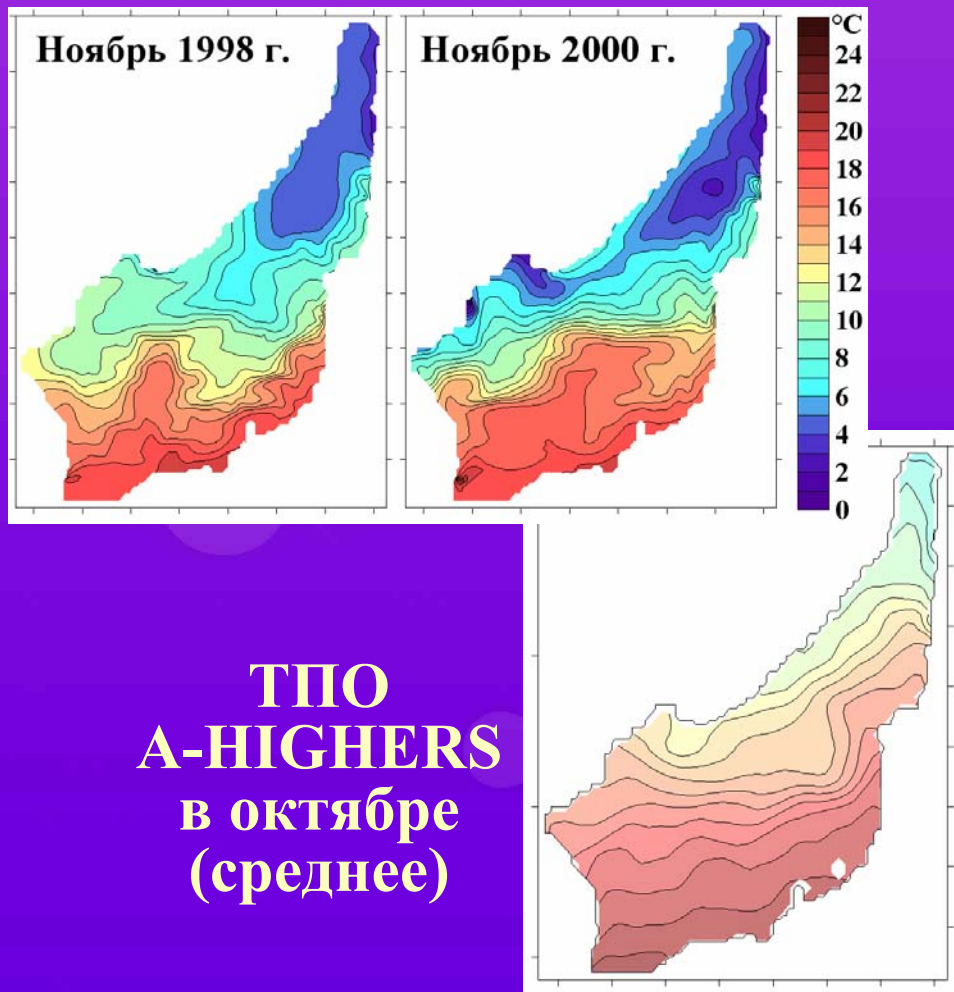 Ноябрь 1998 г.
Ноябрь 2000 г.
°C
24
22
20
18
16
14
12
10
8
6
4
2
0
ТПО
A-HIGHERS
в октябре
(среднее)